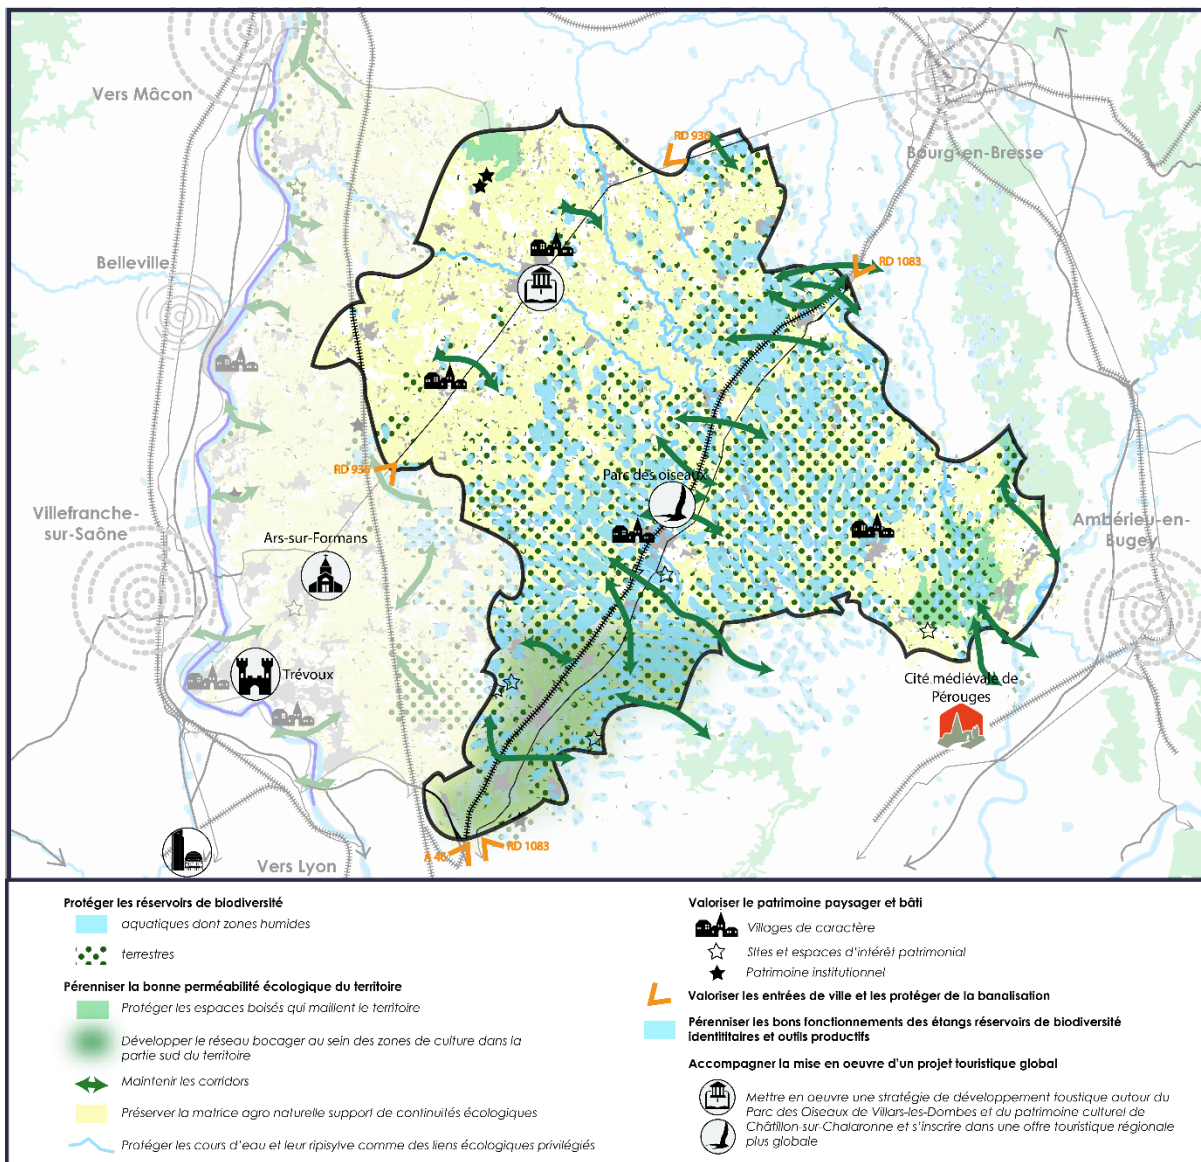 RD 936
Vers Mâcon
Bourg-en-Bresse
Belleville
RD 1083
RD 936
Parc des oiseaux
Villefranche-
sur-Saône
Ars-sur-Formans
Ambérieu-en-
Bugey
Trévoux
Cité médiévale de
Pérouges
A 46
RD 1083
Vers Lyon
Protéger les réservoirs de biodiversité
aquatiques dont zones humides
terrestres
Pérenniser la bonne perméabilité écologique du territoire
Protéger les espaces boisés qui maillent le territoire
Développer le réseau bocager au sein des zones de culture dans la
partie sud du territoire
Maintenir les corridors
Préserver la matrice agro naturelle support de continuités écologiques
Protéger les cours d'eau et leur ripisylve comme des liens écologiques privilégiés
Valoriser le patrimoine paysager et bâti
Villages de caractère
Sites et espaces d'intérêt patrimonial
Patrimoine institutionnel
Valoriser les entrées de ville et les protéger de la banalisation
Pérenniser les bons fonctionnements des étangs réservoirs de biodiversité
identititaires et outils productifs
Accompagner la mise en oeuvre d'un projet touristique global
Mettre en oeuvre une stratégie de développement toustique autour du
Parc des Oiseaux de Villars-les-Dombes et du patrimoine culturel de
Châtillon-sur-Chalaronne et s'inscrire dans une offre touristique régionale
plus globale